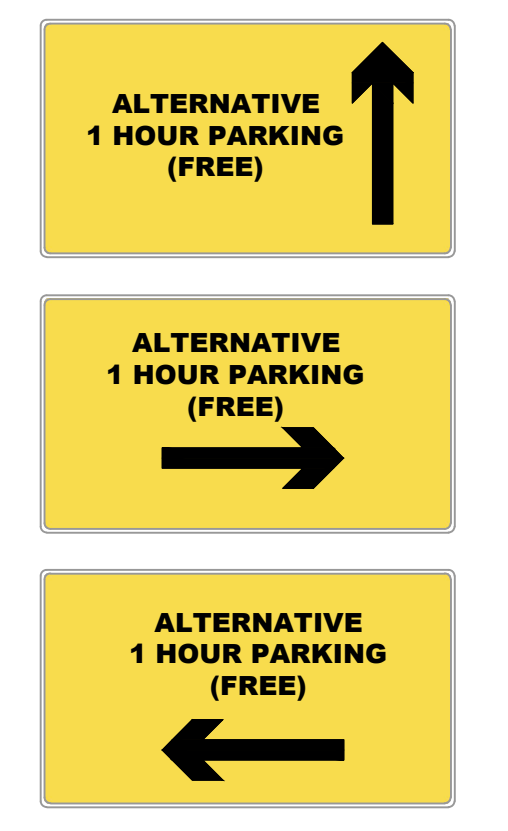 ALTERNATIVE
1 HOUR PARKING
(FREE)
ALTERNATIVE
1 HOUR PARKING
(FREE)
ALTERNATIVE
1 HOUR PARKING
(FREE)